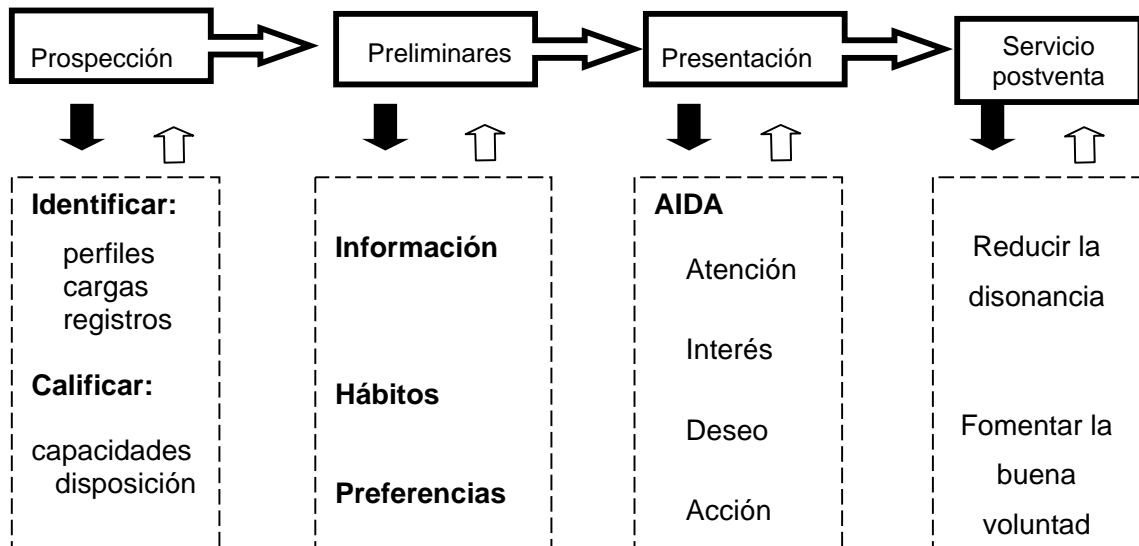 Prospección
Preliminares
Presentación
Servicio
postventa
Identificar:
perfiles
cargas
registros
Calificar:
capacidades
disposición
Información
Hábitos
Preferencias
AIDA
Atención
Interés
Deseo
Acción
Reducir la
disonancia
Fomentar la
buena
voluntad